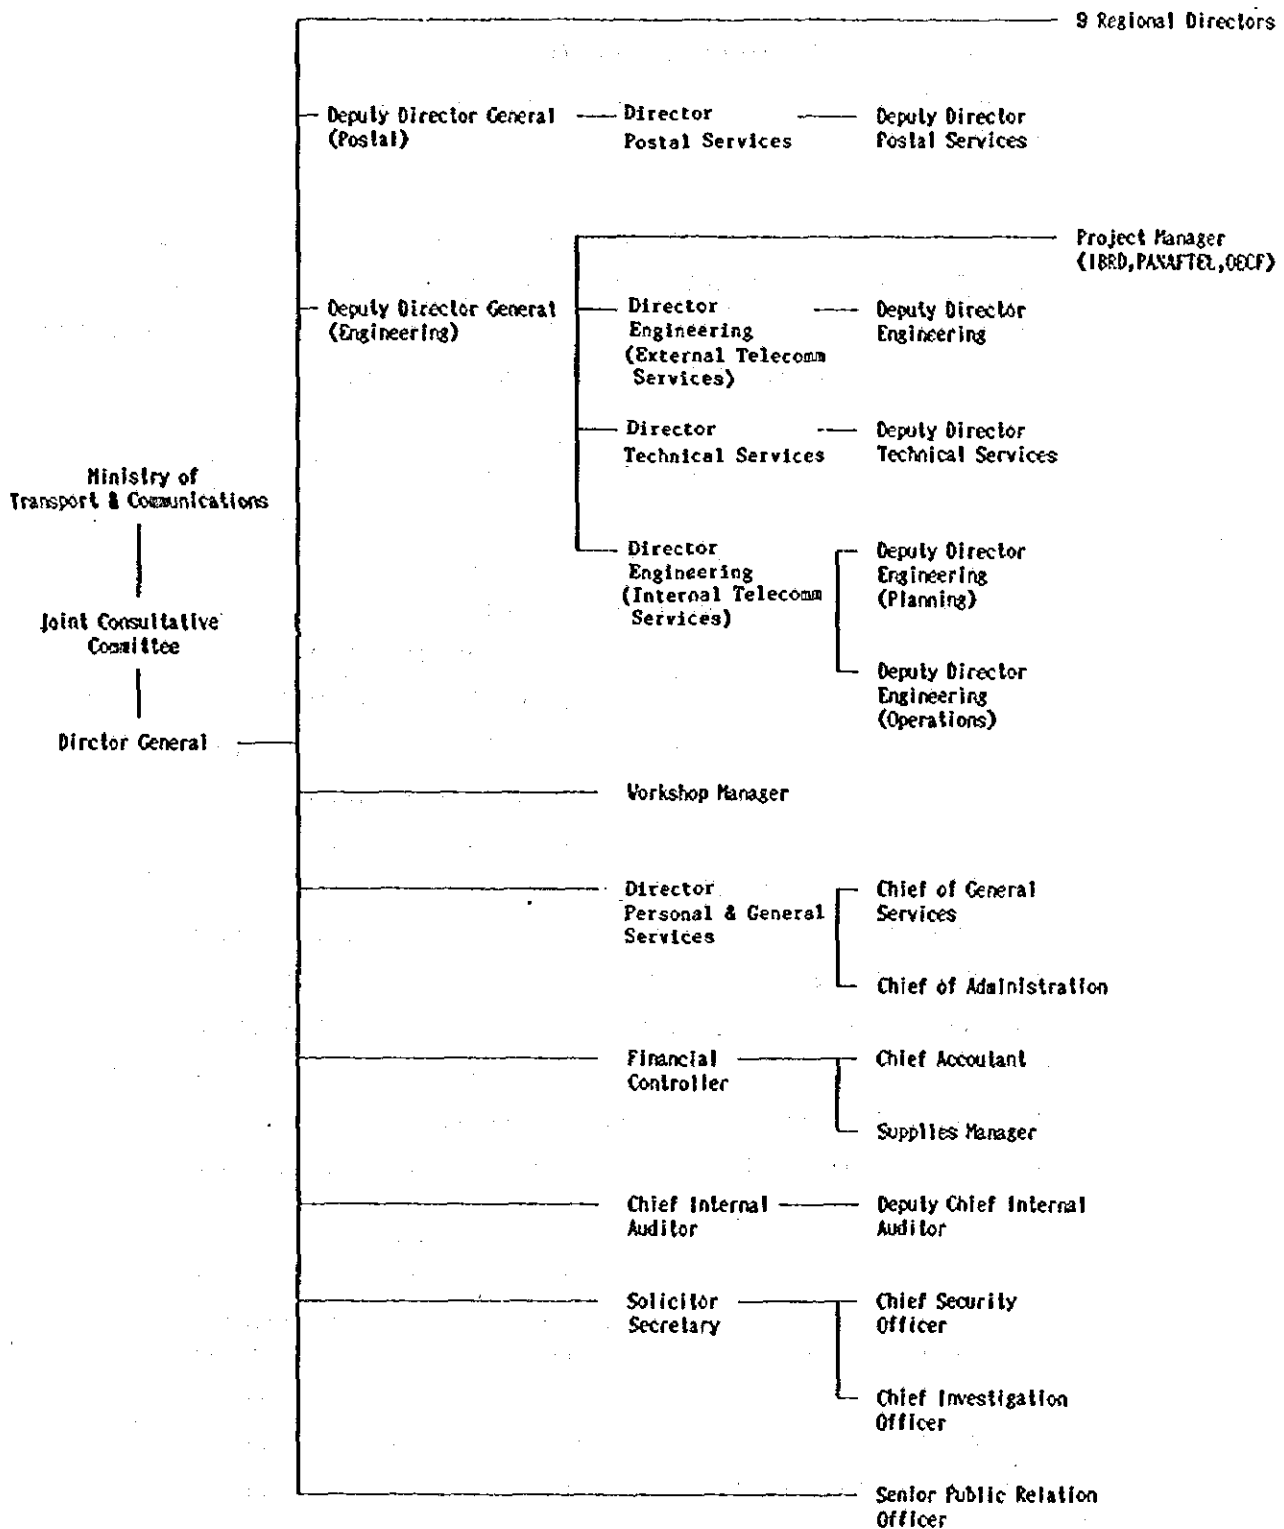 9 Regional Directors
Deputy Director General
(Postal)
Director
Postal Services
Deputy Director
Postal Services
Project Manager
(IBRD,PANAFTEL,OECF)
Deputy Director General
(Engineering)
Director
Engineering
(External Telecomm
Services)
Deputy Director
Engineering
Director
Technical Services
Deputy Director
Technical Services
Ministry of
Transport & Communications
Joint Consultative
Committee
Dirctor General
Director
Engineering
(Internal Telecomm
Services)
Deputy Director
Engineering
(Planning)
Deputy Director
Engineering
(Operations)
Workshop Manager
Director
Personal & General
Services
Chief of General
Services
Chief of Administration
Financial
Controller
Chief Accoutant
Supplies Manager
Chief Internal
Auditor
Deputy Chief Internal
Auditor
Solicitor
Secretary
Chief Security
Officer
Chief Investigation
Officer
Senior Public Relation
Officer